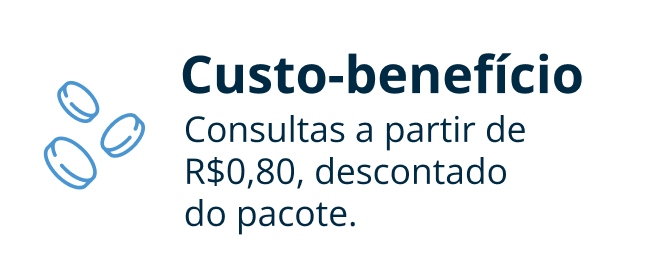 Custo-benefício
Consultas a partir de
R$0,80, descontado
do pacote.